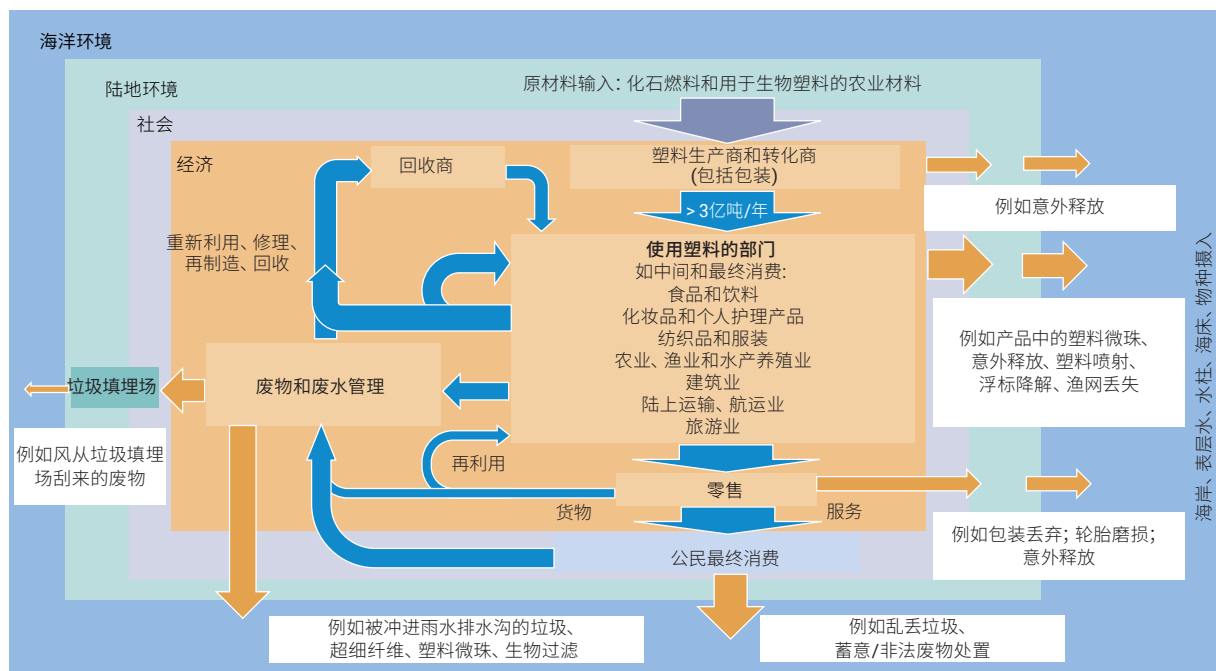 海洋环境
陆地环境
原材料输入：化石燃料和用于生物塑料的农业材料
社会
经济
回收商
塑料生产商和转化商
(包括包装)
> 3亿吨/年
例如意外释放
重新利用、修理、
再制造、回收
使用塑料的部门
如中间和最终消费:
食品和饮料
化妆品和个人护理产品
纺织品和服装
农业、渔业和水产养殖业
建筑业
陆上运输、航运业
旅游业
例如产品中的塑料微珠、
意外释放、塑料喷射、
浮标降解、渔网丢失
海岸、表层水、水柱、海床、物种摄入
垃圾填埋场
废物和废水管理
例如风从垃圾填埋
场刮来的废物
再利用
零售
货物
服务
例如包装丢弃；轮胎磨损；
意外释放
公民最终消费
例如被冲进雨水排水沟的垃圾、
超细纤维、塑料微珠、生物过滤
例如乱丢垃圾、
蓄意/非法废物处置